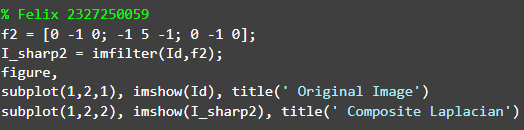 % Felix 2327250059
f2 = [0 -1 0; -1 5 -1; 0 -1 0];
I_sharp2 = imfilter(Id,f2);
figure,
subplot(1,2,1), imshow(Id), title(' Original Image')
subplot(1,2,2), imshow(I_sharp2), title(' Composite Laplacian')